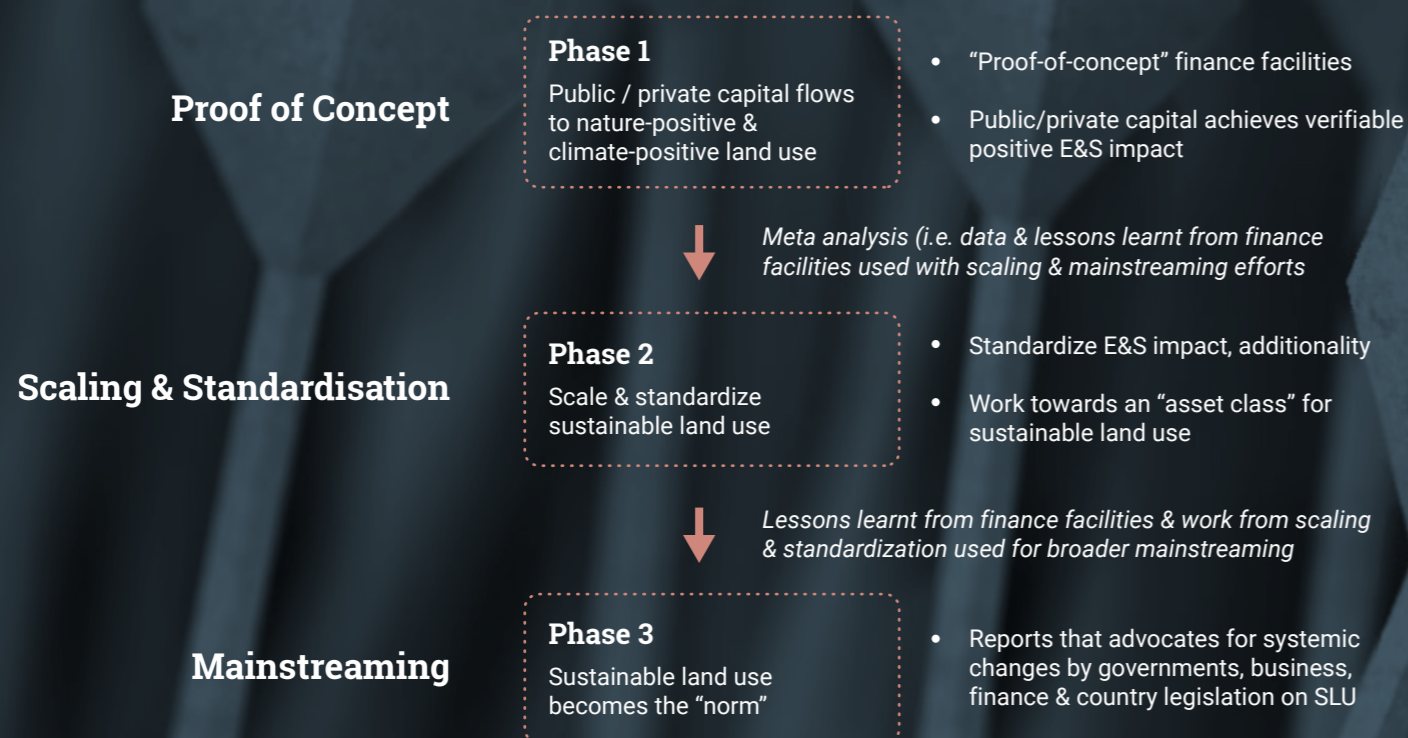 Proof of Concept
Phase 1
Public / private capital flows
to nature-positive &
climate-positive land use
• “Proof-of-concept” finance facilities
• Public/private capital achieves verifiable
positive E&S impact
Meta analysis (i.e. data & lessons learnt from finance
facilities used with scaling & mainstreaming efforts
Scaling & Standardisation
Phase 2
Scale & standardize
sustainable land use
• Standardize E&S impact, additionality
• Work towards an “asset class” for
sustainable land use
Lessons learnt from finance facilities & work from scaling
& standardization used for broader mainstreaming
Mainstreaming
Phase 3
Sustainable land use
becomes the “norm”
• Reports that advocates for systemic
changes by governments, business,
finance & country legislation on SLU